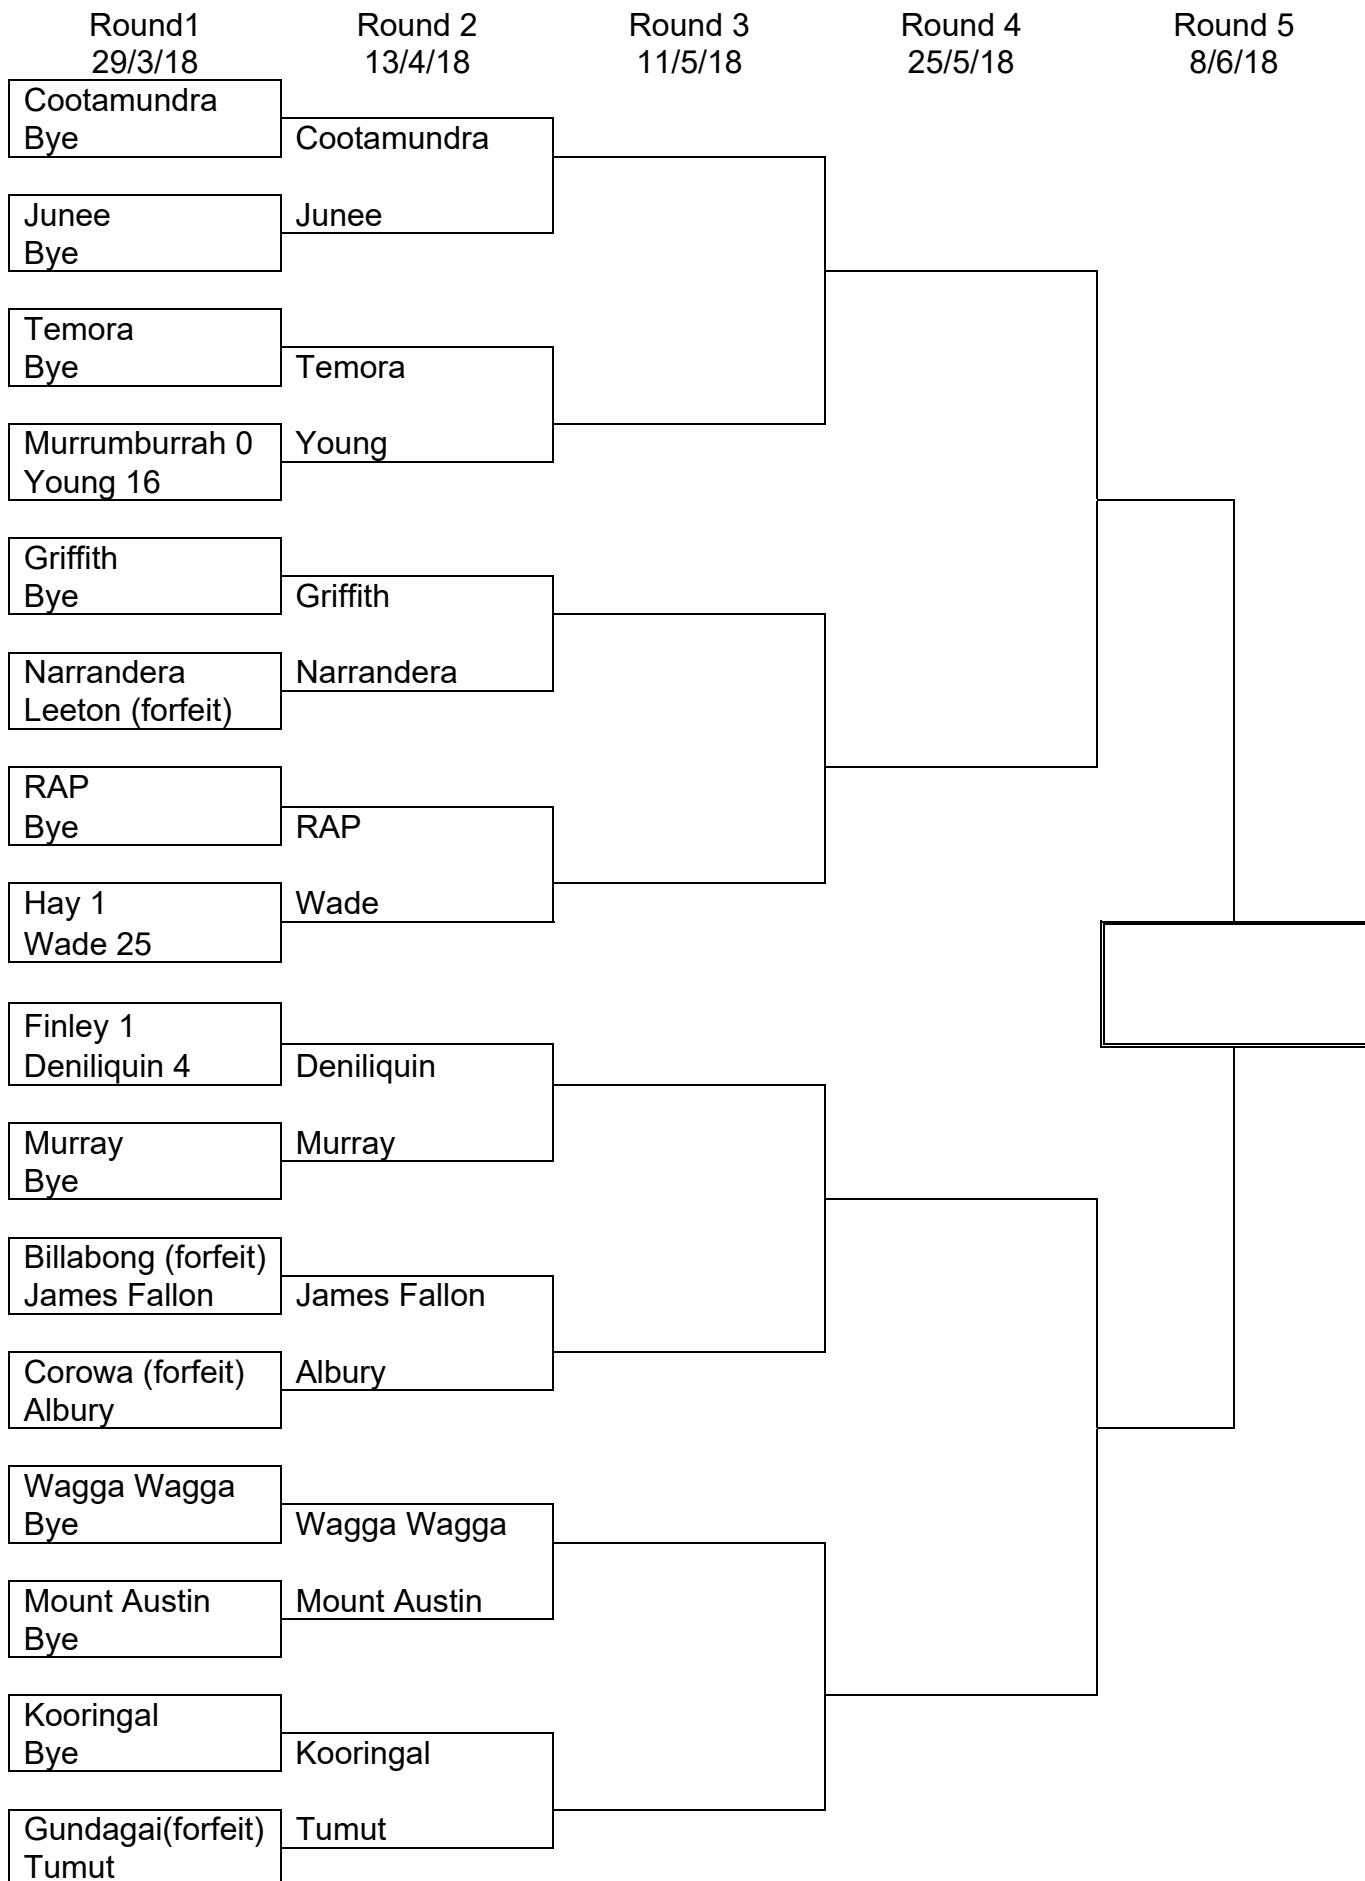 Round1 Round 2 Round 3 Round 4 Round 5
29/3/18 13/4/18 11/5/18 25/5/18 8/6/18
Cootamundra
Bye Cootamundra
Junee Junee
Bye
Temora
Bye Temora
Murrumburrah 0 Young
Young 16
Griffith
Bye Griffith
Narrandera Narrandera
Leeton (forfeit)
RAP
Bye RAP
Hay 1 Wade
Wade 25
Finley 1
Deniliquin 4 Deniliquin
Murray Murray
Bye
Billabong (forfeit)
James Fallon James Fallon
Corowa (forfeit) Albury
Albury
Wagga Wagga
Bye Wagga Wagga
Mount Austin Mount Austin
Bye
Kooringal
Bye Kooringal
Gundagai(forfeit) Tumut
Tumut